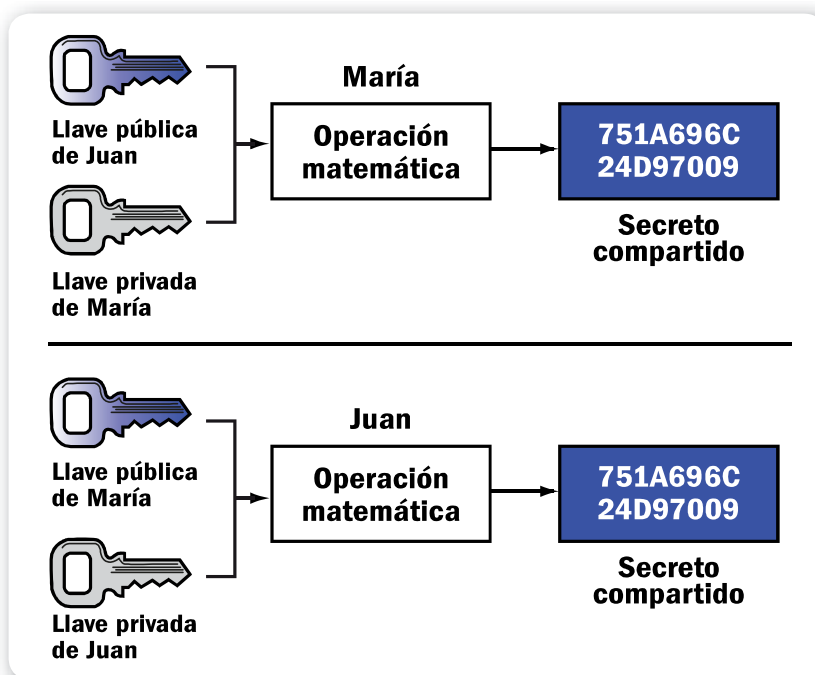 Llave pública
de Juan
Llave privada
de María
María
Operación
matemática
751A696C
24D97009
Secreto
compartido
Llave pública
de María
Llave privada
de Juan
Juan
Operación
matemática
751A696C
24D97009
Secreto
compartido